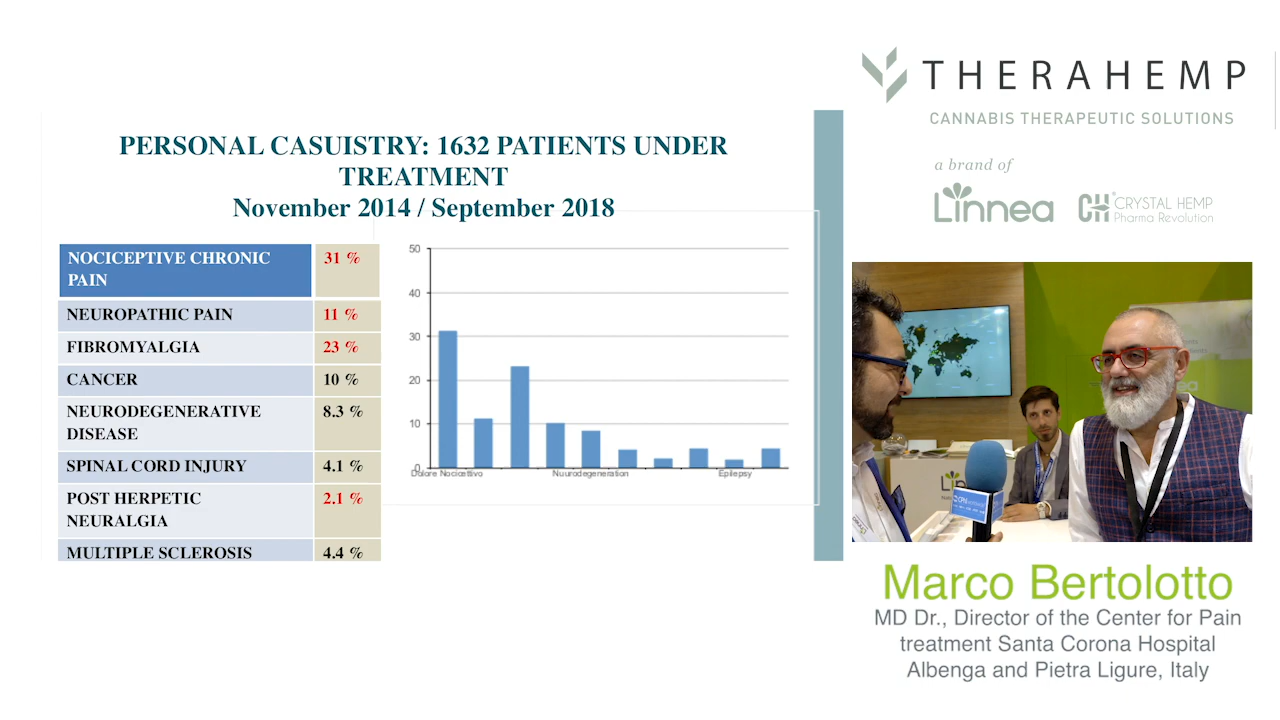 PERSONAL CASUISTRY: 1632 PATIENTS UNDER
TREATMENT
November 2014 / September 2018
NOCICEPTIVE CHRONIC
PAIN
31 %
NEUROPATHIC PAIN
11 %
FIBROMYALGIA
23 %
CANCER
10 %
NEURODEGENERATIVE
DISEASE
8.3 %
SPINAL CORD INJURY
4.1 %
POST HERPETIC
NEURALGIA
2.1 %
MULTIPLE SCLEROSIS
4.4 %
50
40
30
20
10
0
Dolore Nocicettivo
Nuurodegeneration
Epilepsy
THERAHEMP
CANNABIS THERAPEUTIC SOLUTIONS
a brand of
Linnea
CH® CRYSTAL HEMP
Pharma Revolution
Marco Bertolotto
MD Dr., Director of the Center for Pain
treatment Santa Corona Hospital
Albenga and Pietra Ligure, Italy